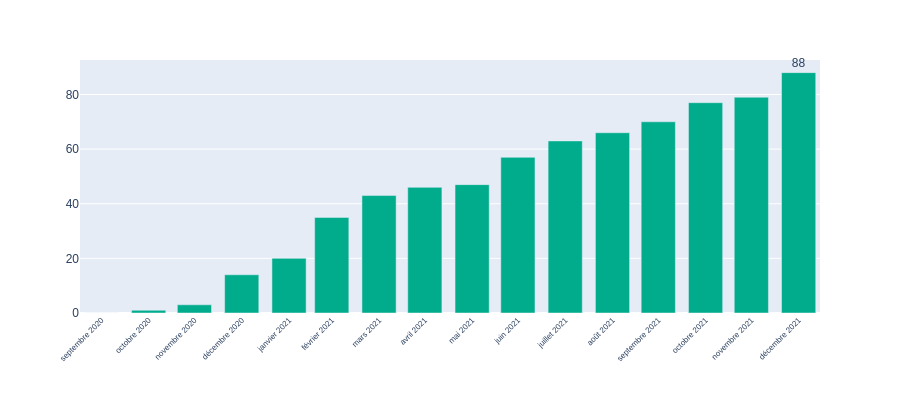 88
80
60
40
20
0
septembre 2020
octobre 2020
novembre 2020
décembre 2020
janvier 2021
février 2021
mars 2021
avril 2021
mai 2021
juin 2021
juillet 2021
août 2021
septembre 2021
octobre 2021
novembre 2021
décembre 2021